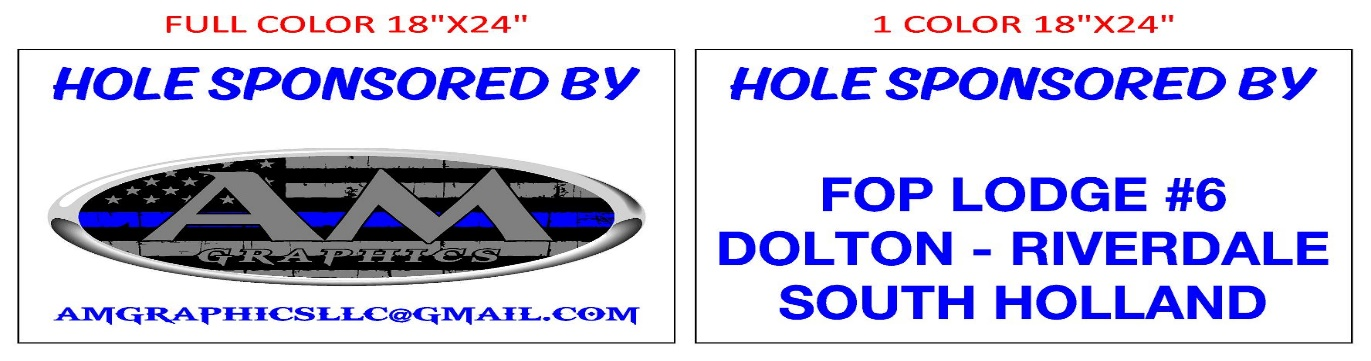 FULL COLOR 18"X24"
HOLE SPONSORED BY
AM
GRAPHICS
AMGRAPHICSLLC@GMAIL.COM
1 COLOR 18"X24"
HOLE SPONSORED BY
FOP LODGE #6
DOLTON - RIVERDALE
SOUTH HOLLAND